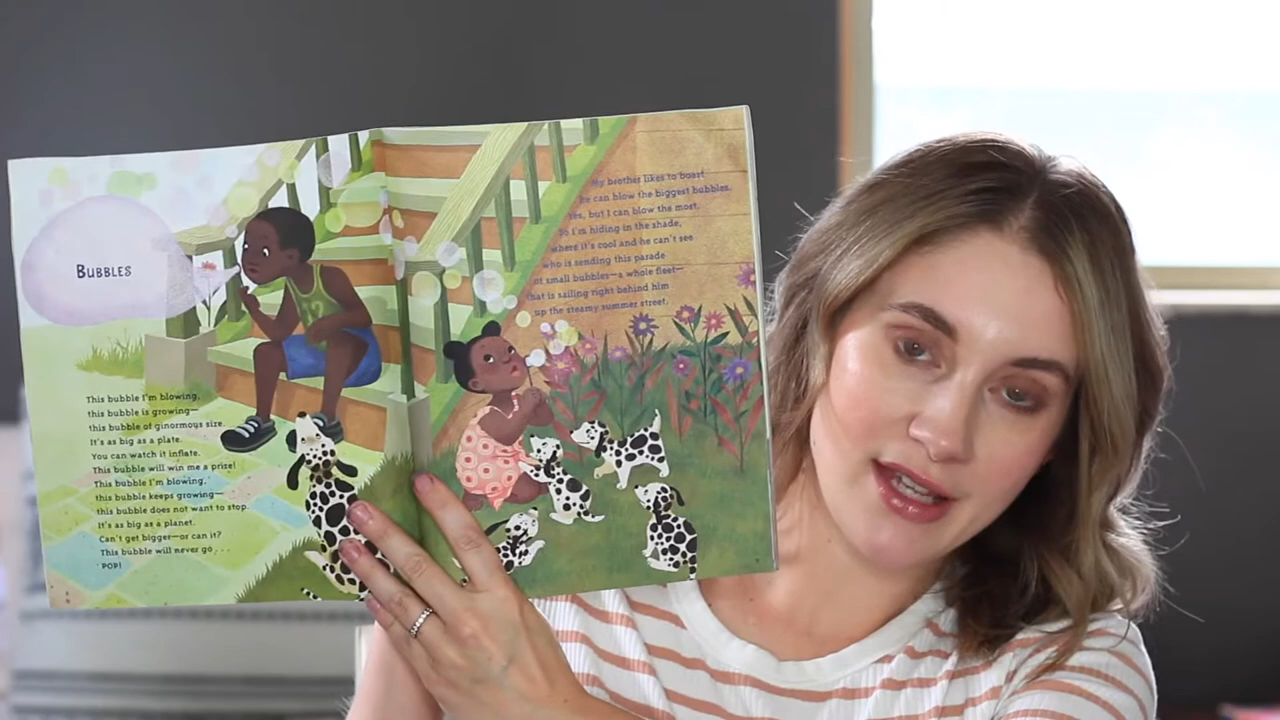 BUBBLES
This bubble I'm blowing,
this bubble is growing—
this bubble of ginormous size.
It's as big as a plate.
You can watch it inflate.
This bubble will win me a prize!
This bubble I'm blowing,
this bubble keeps growing—
this bubble does not want to stop.
It's as big as a planet.
Can't get bigger—or can it?
This bubble will never go . . .
POP!
My brother likes to boast
he can blow the biggest bubbles.
Yes, but I can blow the most.
So I'm hiding in the shade,
where it's cool and he can't see
who is sending this parade
of small bubbles—a whole fleet—
that is sailing right behind him
up the steamy summer street.